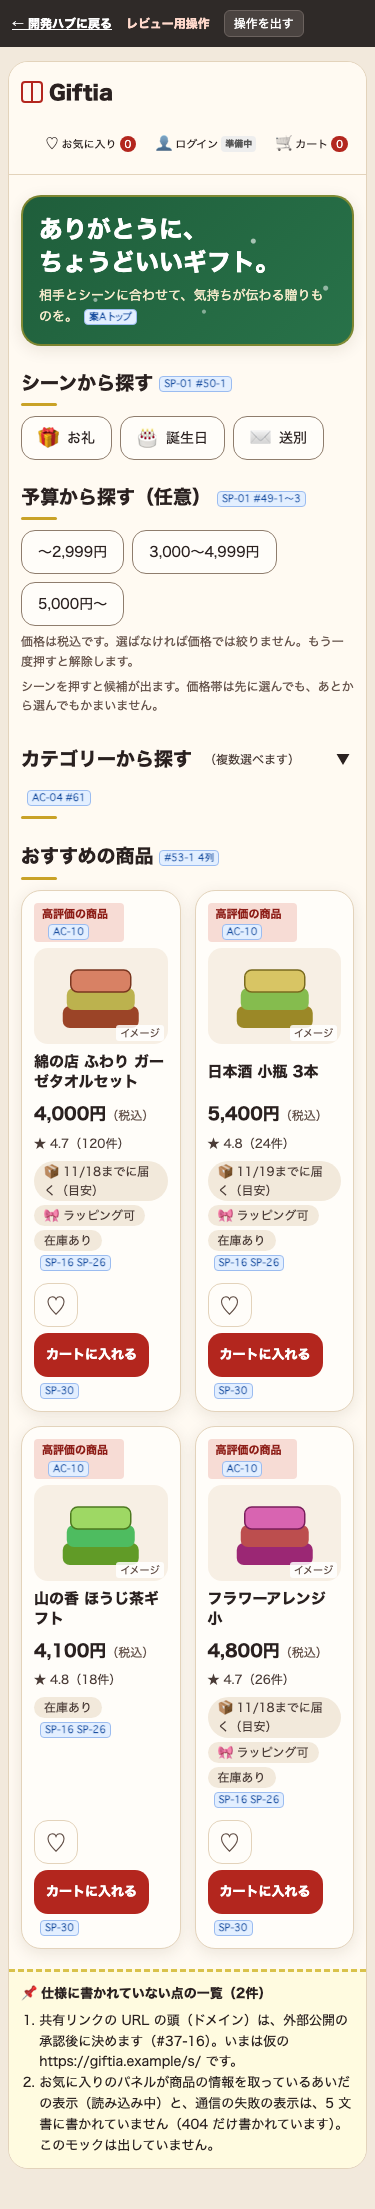 ← 開発ハブに戻る レビュー用操作 操作を出す
Giftia
♡ お気に入り 0 ログイン 準備中 カート 0
ありがとうに、
ちょうどいいギフト。
相手とシーンに合わせて、気持ちが伝わる贈りも
のを。 案Aトップ
シーンから探す SP-01 #50-1
🎁 お礼 🎂 誕生日 ✉️ 送別
予算から探す（任意） SP-01 #49-1〜3
〜2,999円 3,000〜4,999円
5,000円〜
価格は税込です。選ばなければ価格では絞りません。もう一
度押すと解除します。
シーンを押すと候補が出ます。価格帯は先に選んでも、あとか
ら選んでもかまいません。
カテゴリーから探す （複数選べます） ▼
AC-04 #61
おすすめの商品 #53-1 4列
高評価の商品
AC-10
イメージ
綿の店 ふわり ガー
ゼタオルセット
4,000円（税込）
★ 4.7（120件）
📦 11/18までに届
く（目安）
🎀 ラッピング可
在庫あり
SP-16 SP-26
♡
カートに入れる
SP-30
高評価の商品
AC-10
イメージ
日本酒 小瓶 3本
5,400円（税込）
★ 4.8（24件）
📦 11/19までに届
く（目安）
🎀 ラッピング可
在庫あり
SP-16 SP-26
♡
カートに入れる
SP-30
高評価の商品
AC-10
イメージ
山の香 ほうじ茶ギ
フト
4,100円（税込）
★ 4.8（18件）
在庫あり
SP-16 SP-26
♡
カートに入れる
SP-30
高評価の商品
AC-10
イメージ
フラワーアレンジ
小
4,800円（税込）
★ 4.7（26件）
📦 11/18までに届
く（目安）
🎀 ラッピング可
在庫あり
SP-16 SP-26
♡
カートに入れる
SP-30
📌 仕様に書かれていない点の一覧（2件）
1. 共有リンクの URL の頭（ドメイン）は、外部公開の
承認後に決めます（#37-16）。いまは仮の
https://giftia.example/s/ です。
2. お気に入りのパネルが商品の情報を取っているあいだ
の表示（読み込み中）と、通信の失敗の表示は、5 文
書に書かれていません（404 だけ書かれています）。
このモックは出していません。